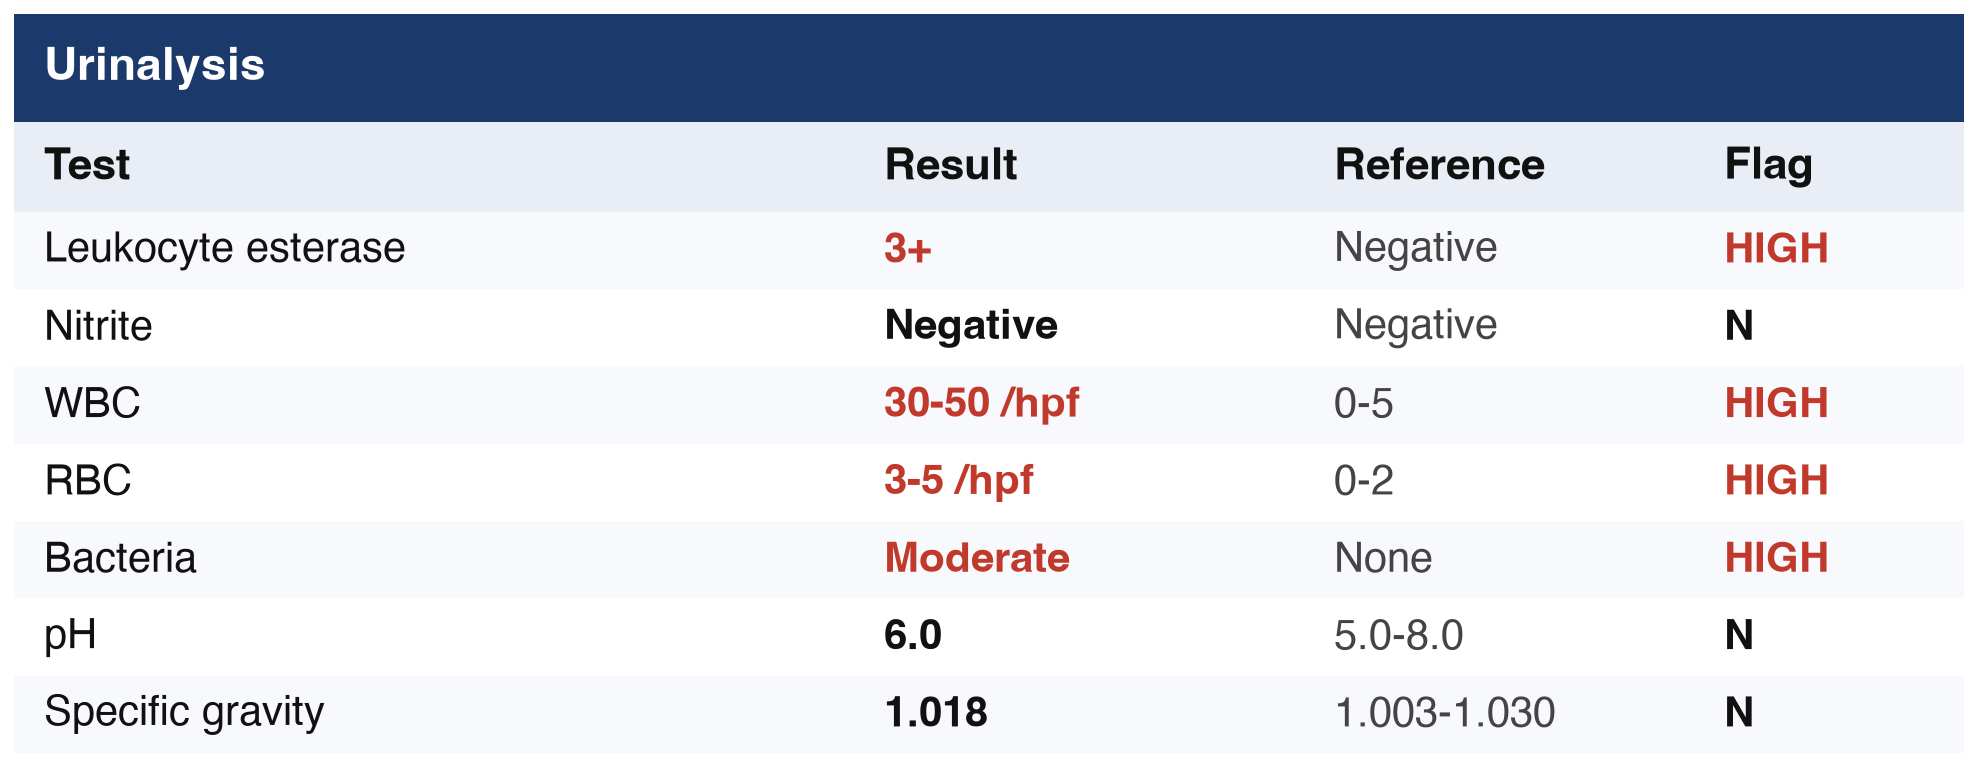 Urinalysis
Test Result Reference Flag
Leukocyte esterase 3+ Negative HIGH
Nitrite Negative Negative N
WBC 30-50 /hpf 0-5 HIGH
RBC 3-5 /hpf 0-2 HIGH
Bacteria Moderate None HIGH
pH 6.0 5.0-8.0 N
Specific gravity 1.018 1.003-1.030 N